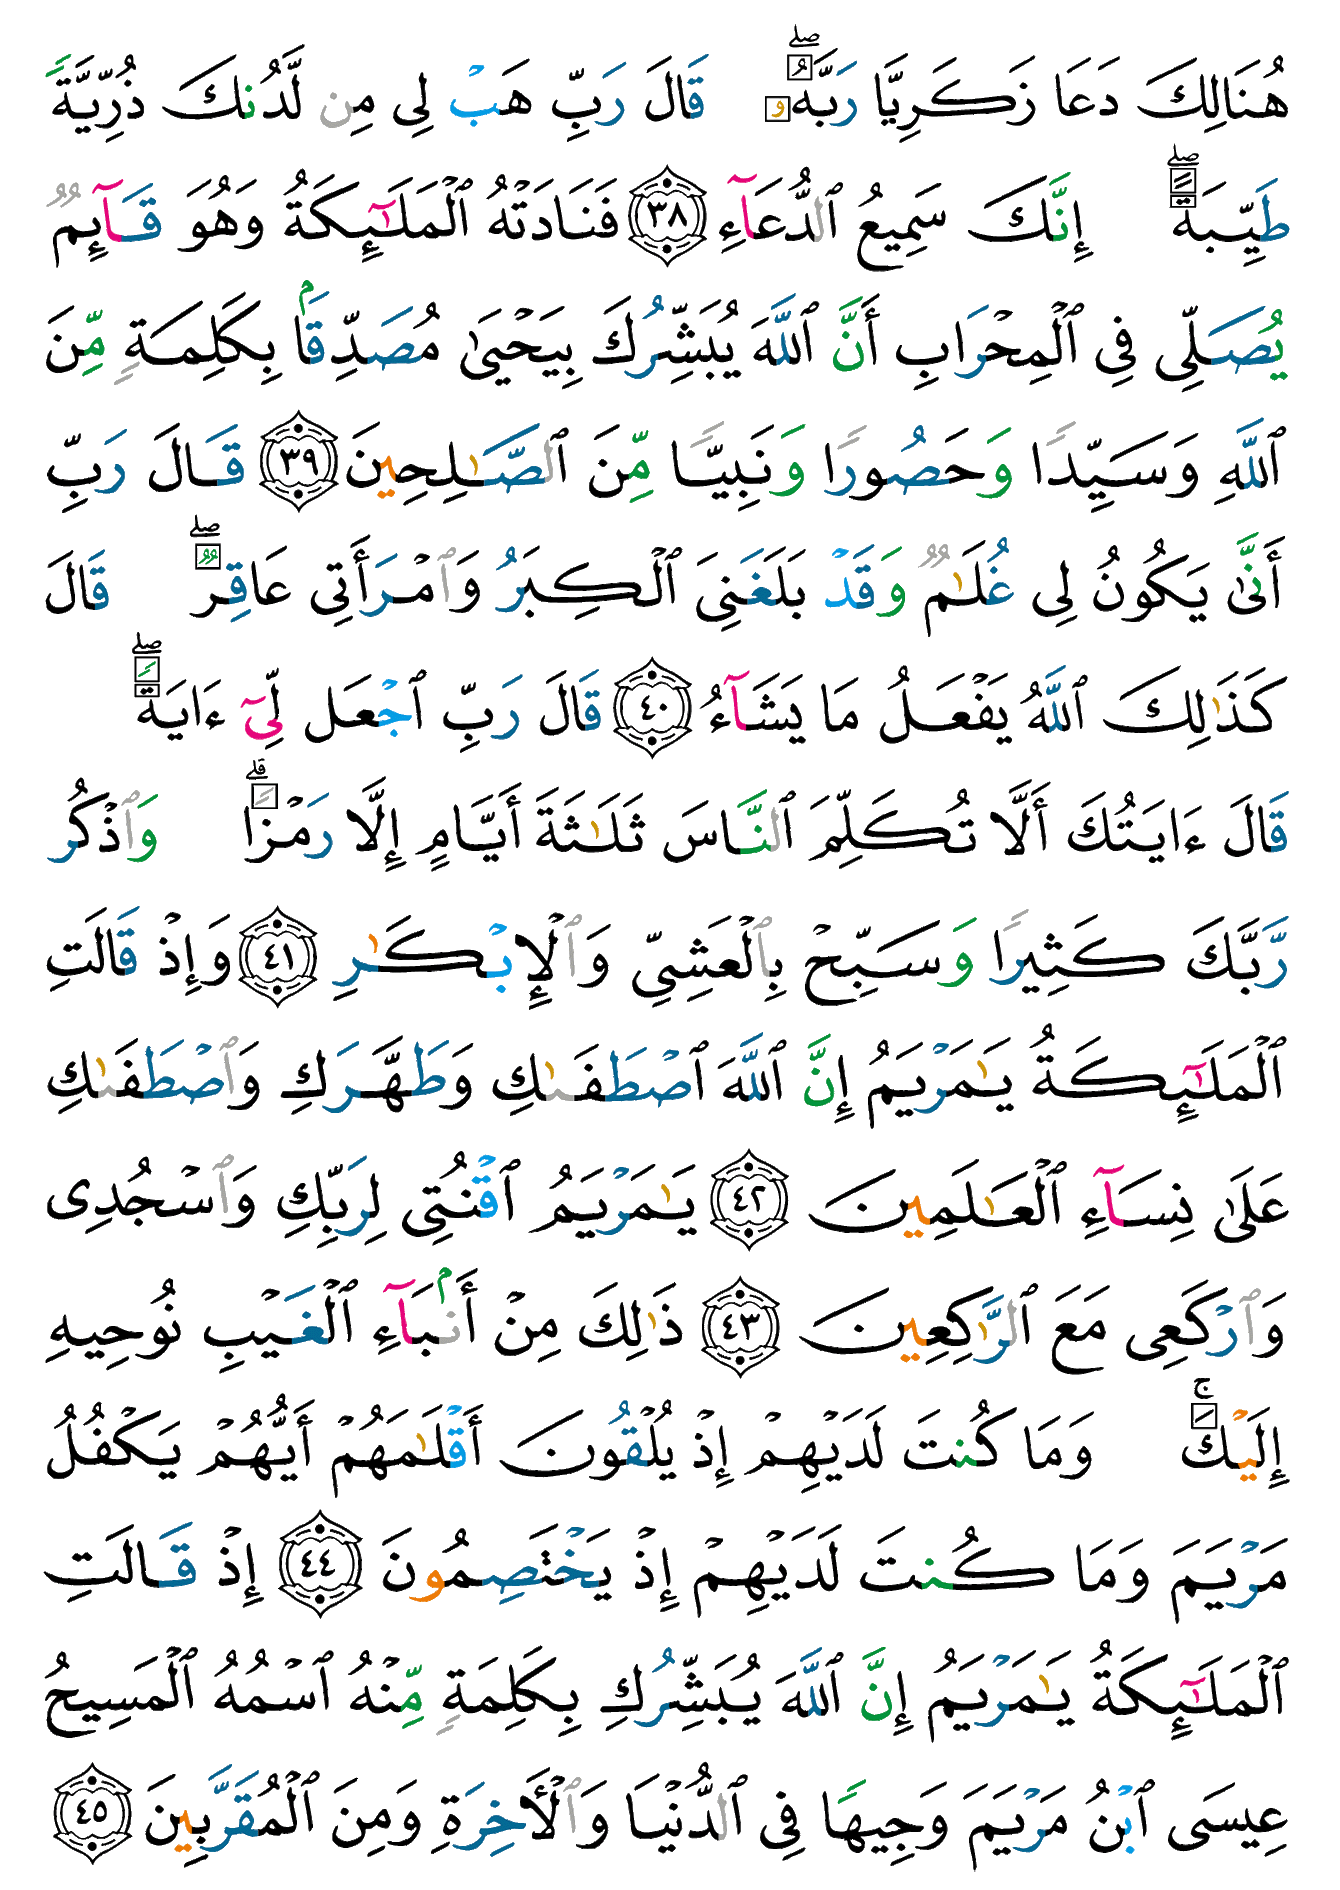 هُنَالِكَ دَعَا زَكَرِيَّا رَبَّهُۥۖ قَالَ رَبِّ هَبۡ لِى مِن لَّدُنكَ ذُرِّيَّةً
طَيِّبَةًۖ إِنَّكَ سَمِيعُ ٱلدُّعَآءِ ٣٨ فَنَادَتۡهُ ٱلۡمَلَـٰٓئِكَةُ وَهُوَ قَآئِمٌ
يُصَلِّى فِى ٱلۡمِحۡرَابِ أَنَّ ٱللَّهَ يُبَشِّرُكَ بِيَحۡيَىٰ مُصَدِّقَۢا بِكَلِمَةٍ مِّنَ
ٱللَّهِ وَسَيِّدًا وَحَصُورًا وَنَبِيًّا مِّنَ ٱلصَّـٰلِحِينَ ٣٩ قَالَ رَبِّ
أَنَّىٰ يَكُونُ لِى غُلَـٰمٌ وَقَدۡ بَلَغَنِىَ ٱلۡكِبَرُ وَٱمۡرَأَتِى عَاقِرٌۖ قَالَ
كَذَٰلِكَ ٱللَّهُ يَفۡعَلُ مَا يَشَآءُ ٤٠ قَالَ رَبِّ ٱجۡعَل لِّىٓ ءَايَةًۖ
قَالَ ءَايَتُكَ أَلَّا تُكَلِّمَ ٱلنَّاسَ ثَلَـٰثَةَ أَيَّامٍ إِلَّا رَمۡزًاۗ وَٱذۡكُر
رَّبَّكَ كَثِيرًا وَسَبِّحۡ بِٱلۡعَشِىِّ وَٱلۡإِبۡكَـٰرِ ٤١ وَإِذۡ قَالَتِ
ٱلۡمَلَـٰٓئِكَةُ يَـٰمَرۡيَمُ إِنَّ ٱللَّهَ ٱصۡطَفَىٰكِ وَطَهَّرَكِ وَٱصۡطَفَىٰكِ
عَلَىٰ نِسَآءِ ٱلۡعَـٰلَمِينَ ٤٢ يَـٰمَرۡيَمُ ٱقۡنُتِى لِرَبِّكِ وَٱسۡجُدِى
وَٱرۡكَعِى مَعَ ٱلرَّٰكِعِينَ ٤٣ ذَٰلِكَ مِنۡ أَنۢبَآءِ ٱلۡغَيۡبِ نُوحِيهِ
إِلَيۡكَۚ وَمَا كُنتَ لَدَيۡهِمۡ إِذۡ يُلۡقُونَ أَقۡلَـٰمَهُمۡ أَيُّهُمۡ يَكۡفُلُ
مَرۡيَمَ وَمَا كُنتَ لَدَيۡهِمۡ إِذۡ يَخۡتَصِمُونَ ٤٤ إِذۡ قَالَتِ
ٱلۡمَلَـٰٓئِكَةُ يَـٰمَرۡيَمُ إِنَّ ٱللَّهَ يُبَشِّرُكِ بِكَلِمَةٍ مِّنۡهُ ٱسۡمُهُ ٱلۡمَسِيحُ
عِيسَى ٱبۡنُ مَرۡيَمَ وَجِيهًا فِى ٱلدُّنۡيَا وَٱلۡأَخِرَةِ وَمِنَ ٱلۡمُقَرَّبِينَ ٤٥